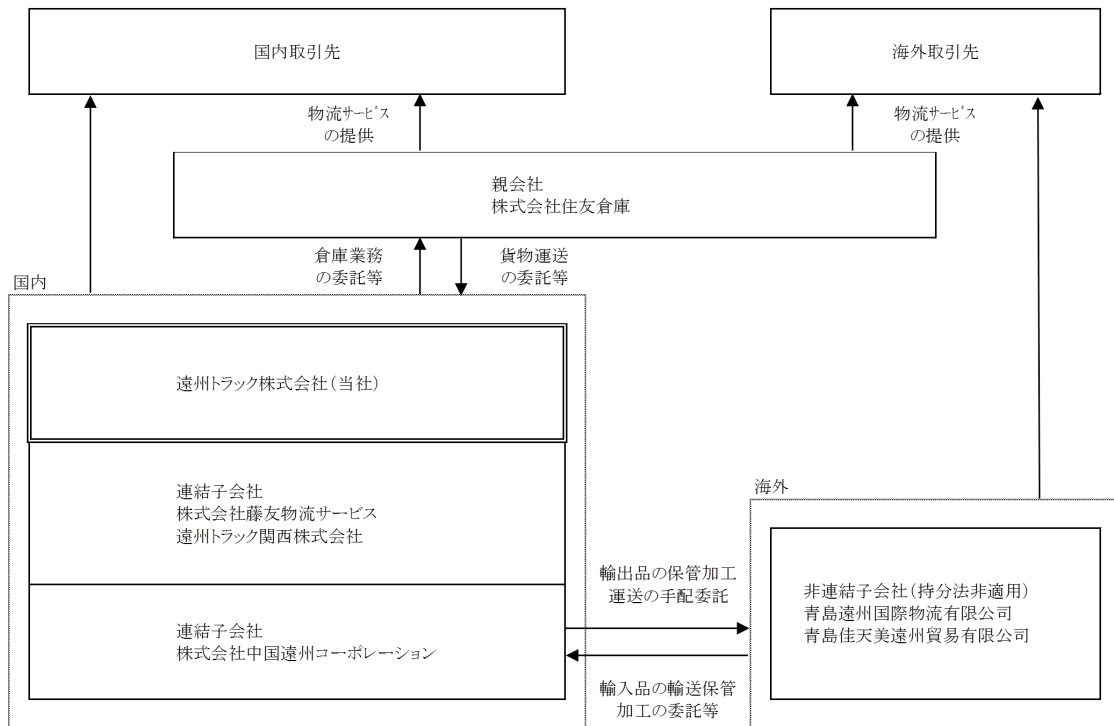 国内取引先
海外取引先
物流ｻｰﾋﾞｽ
の提供
物流ｻｰﾋﾞｽ
の提供
親会社
株式会社住友倉庫
倉庫業務
の委託等
貨物運送
の委託等
国内
遠州ﾄﾗｯｸ株式会社(当社)
連結子会社
株式会社藤友物流サービス
遠州トラック関西株式会社
海外
輸出品の保管加工
運送の手配委託
非連結子会社(持分法非適用)
青島遠州国際物流有限公司
青島佳天美遠州貿易有限公司
連結子会社
株式会社中国遠州コーポレーション
輸入品の輸送保管
加工の委託等